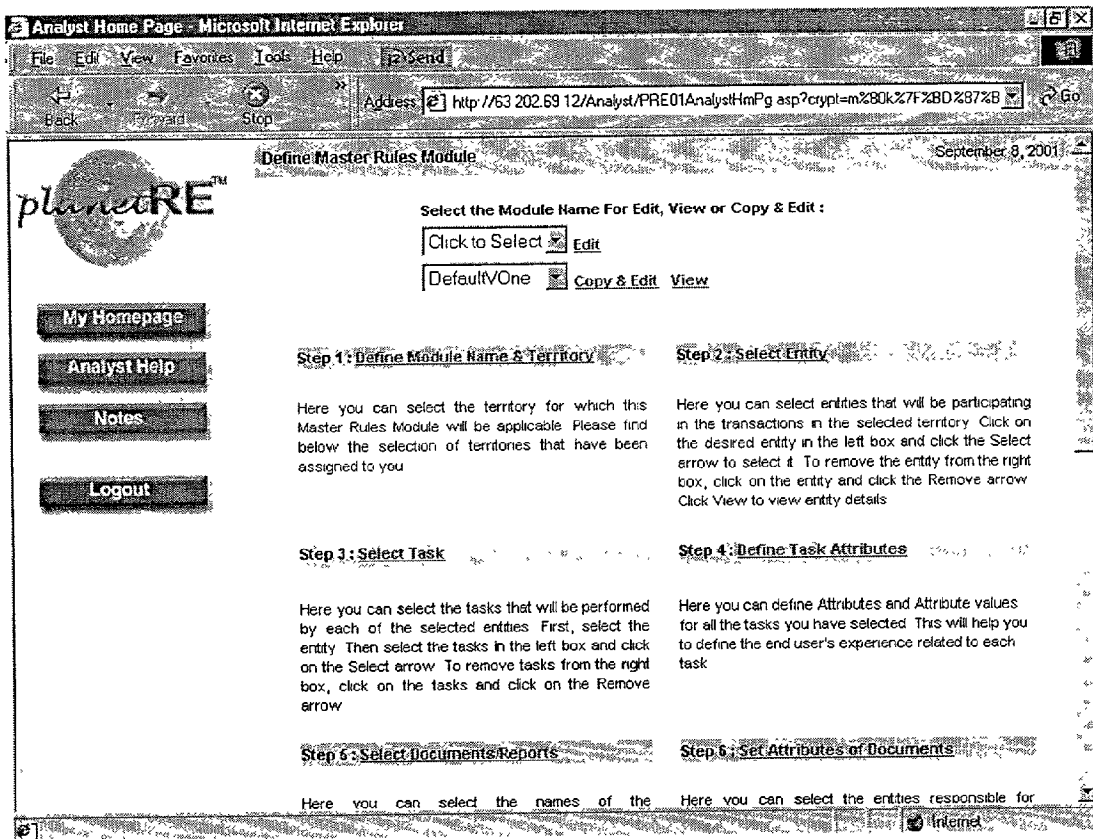 Analyst Home Page - Microsoft Internet Explorer
File Edit View Favorites Tools Help Send
Back Forward Stop » Address http://63 202.69 12/Analyst/PRE01AnalystHmPg asp?crypt=m%80k%7F%BD%87%B Go
planetRE™
Define Master Rules Module
September 8, 2001
Select the Module Name For Edit, View or Copy & Edit :
Click to Select Edit
DefaultVOne Copy & Edit View
My Homepage
Analyst Help
Notes
Logout
Step 1 : Define Module Name & Territory
Here you can select the territory for which this
Master Rules Module will be applicable Please find
below the selection of territories that have been
assigned to you
Step 2 : Select Entity
Here you can select entities that will be participating
in the transactions in the selected territory Click on
the desired entity in the left box and click the Select
arrow to select it To remove the entity from the right
box, click on the entity and click the Remove arrow
Click View to view entity details
Step 3 : Select Task
Here you can select the tasks that will be performed
by each of the selected entities First, select the
entity Then select the tasks in the left box and click
on the Select arrow To remove tasks from the right
box, click on the tasks and click on the Remove
arrow
Step 4 : Define Task Attributes
Here you can define Attributes and Attribute values
for all the tasks you have selected This will help you
to define the end user's experience related to each
task
Step 5 : Select Documents/Reports
Here you can select the names of the
Step 6 : Set Attributes of Documents
Here you can select the entities responsible for
Internet